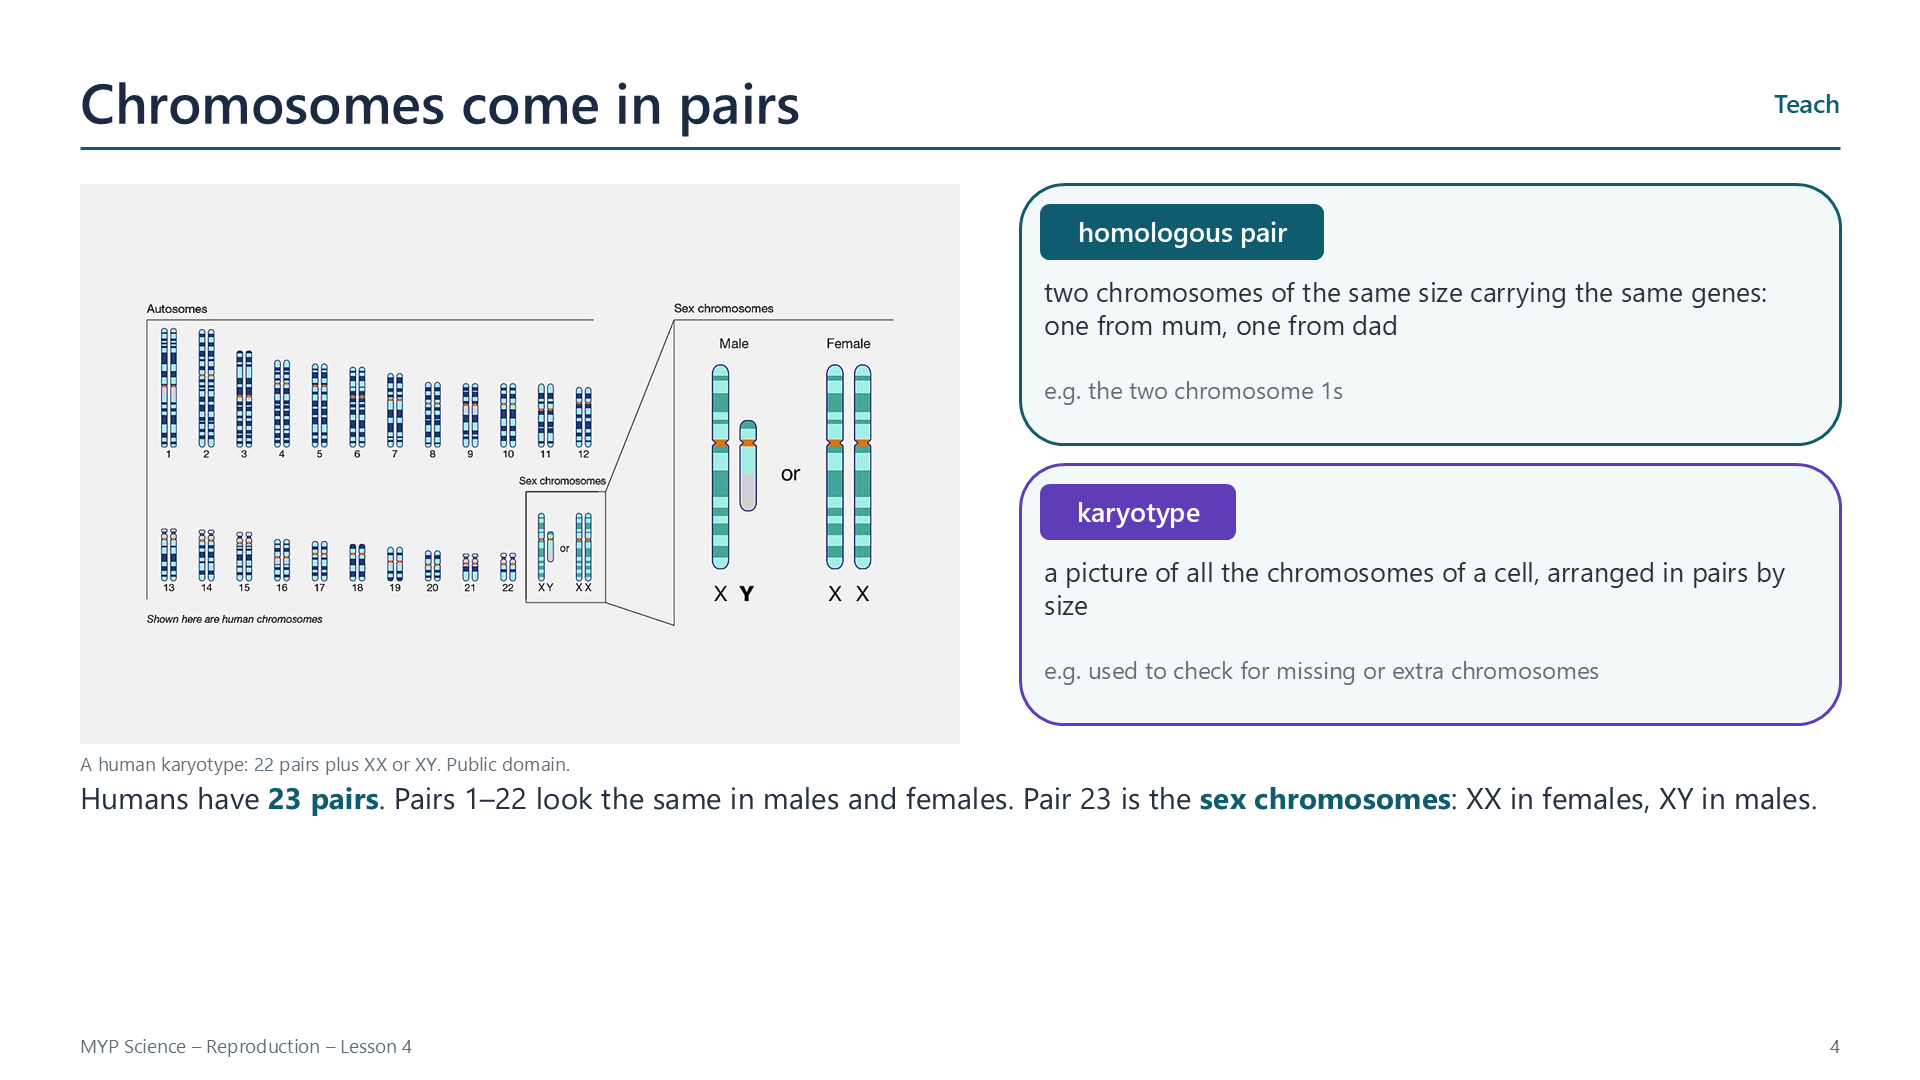 Chromosomes come in pairs
Teach
Autosomes
1 2 3 4 5 6 7 8 9 10 11 12
Sex chromosomes
13 14 15 16 17 18 19 20 21 22 XY or XX
Shown here are human chromosomes
Sex chromosomes
Male Female
or
X Y X X
A human karyotype: 22 pairs plus XX or XY. Public domain.
homologous pair
two chromosomes of the same size carrying the same genes:
one from mum, one from dad
e.g. the two chromosome 1s
karyotype
a picture of all the chromosomes of a cell, arranged in pairs by
size
e.g. used to check for missing or extra chromosomes
Humans have 23 pairs. Pairs 1–22 look the same in males and females. Pair 23 is the sex chromosomes: XX in females, XY in males.
MYP Science – Reproduction – Lesson 4
4